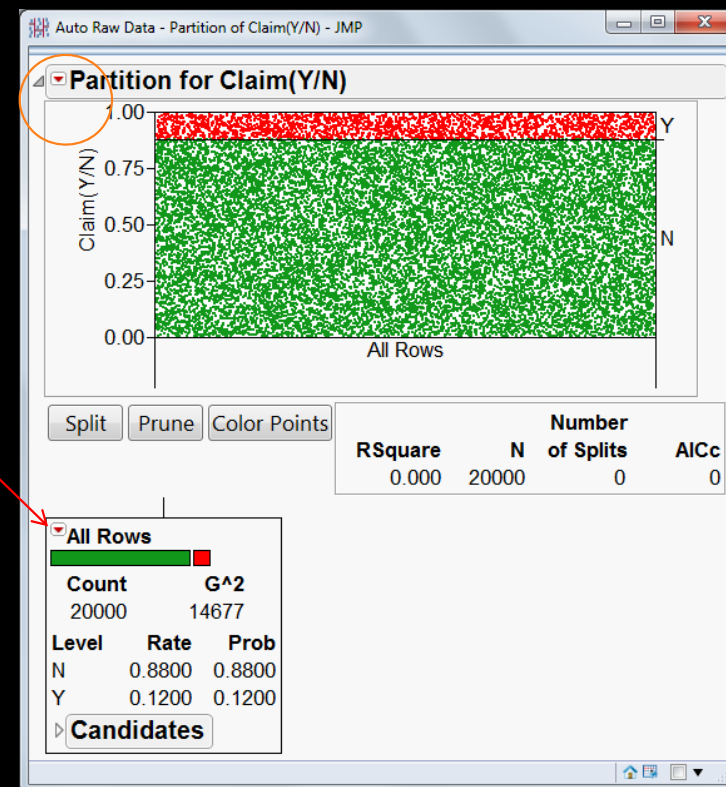 Auto Raw Data - Partition of Claim(Y/N) - JMP
Partition for Claim(Y/N)
1.00
0.75
0.50
0.25
0.00
Claim(Y/N)
Y
N
All Rows
Split Prune Color Points
RSquare N Number of Splits AICc
0.000 20000 0 0
All Rows
Count G^2
20000 14677
Level Rate Prob
N 0.8800 0.8800
Y 0.1200 0.1200
Candidates